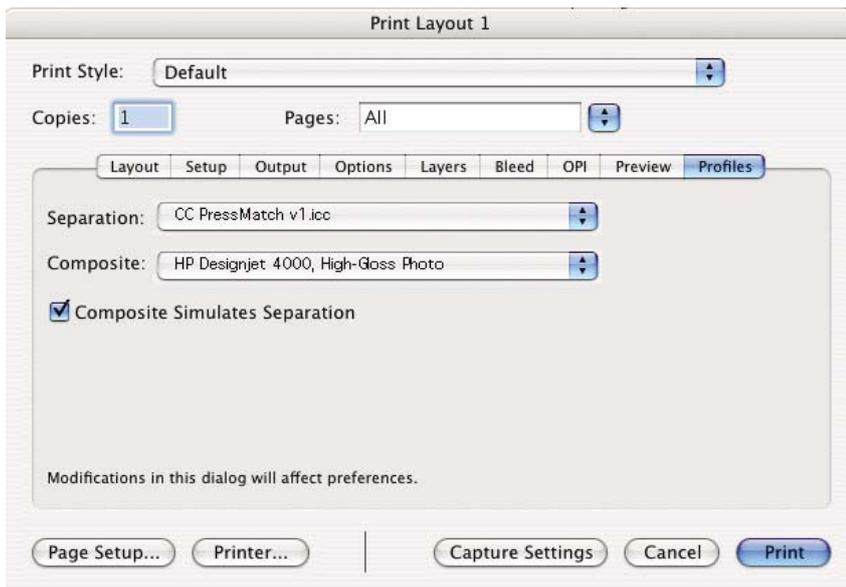 Print Layout 1
Print Style: Default
Copies: 1 Pages: All
Layout Setup Output Options Layers Bleed OPI Preview Profiles
Separation: CC PressMatch v1.icc
Composite: HP Designjet 4000, High-Gloss Photo
Composite Simulates Separation
Modifications in this dialog will affect preferences.
Page Setup... Printer... Capture Settings Cancel Print